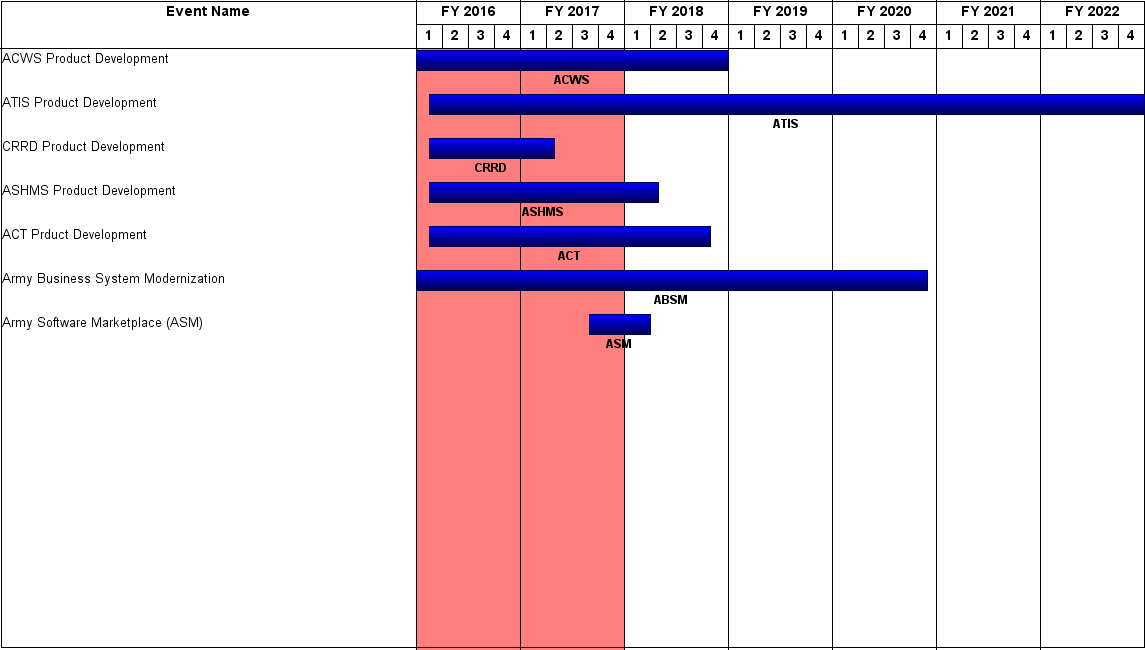 Event Name FY 2016 FY 2017 FY 2018 FY 2019 FY 2020 FY 2021 FY 2022
1 2 3 4 1 2 3 4 1 2 3 4 1 2 3 4 1 2 3 4 1 2 3 4 1 2 3 4
ACWS Product Development
ACWS
ATIS Product Development
ATIS
CRRD Product Development
CRRD
ASHMS Product Development
ASHMS
ACT Prduct Development
ACT
Army Business System Modernization
ABSM
Army Software Marketplace (ASM)
ASM